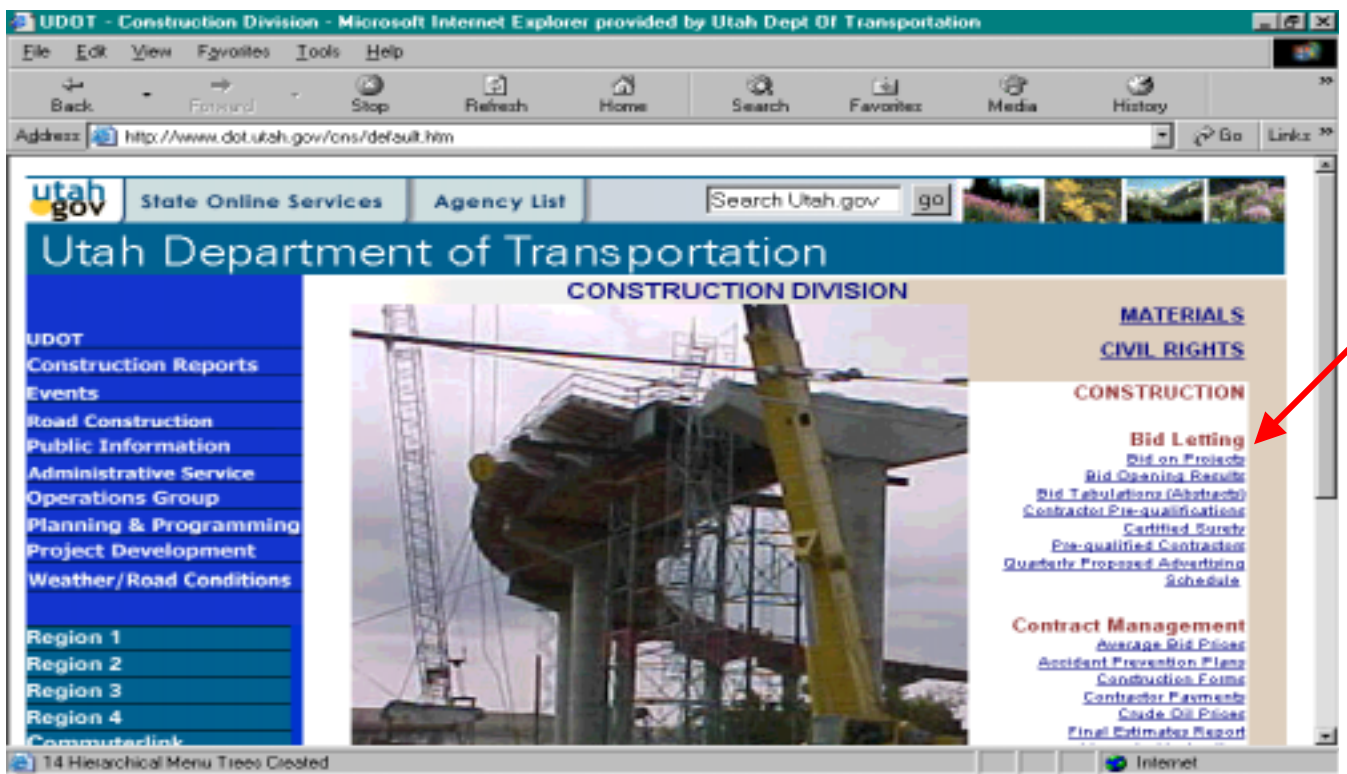 UDOT - Construction Division - Microsoft Internet Explorer provided by Utah Dept Of Transportation
File Edit View Favorites Tools Help
Back Forward Stop Refresh Home Search Favorites Media History
Address http://www.dot.utah.gov/cns/default.htm Go Links
utah gov State Online Services Agency List Search Utah.gov go
Utah Department of Transportation
CONSTRUCTION DIVISION
UDOT
Construction Reports
Events
Road Construction
Public Information
Administrative Service
Operations Group
Planning & Programming
Project Development
Weather/Road Conditions
Region 1
Region 2
Region 3
Region 4
Commuterlink
MATERIALS
CIVIL RIGHTS
CONSTRUCTION
Bid Letting
Bid on Projects
Bid Opening Results
Bid Tabulations (Abstracts)
Contractor Pre-qualifications
Certified Surety
Pre-qualified Contractors
Quarterly Proposed Advertising
Schedule
Contract Management
Average Bid Prices
Accident Prevention Plans
Construction Forms
Contractor Payments
Crude Oil Prices
Final Estimates Report
14 Hierarchical Menu Trees Created
Internet